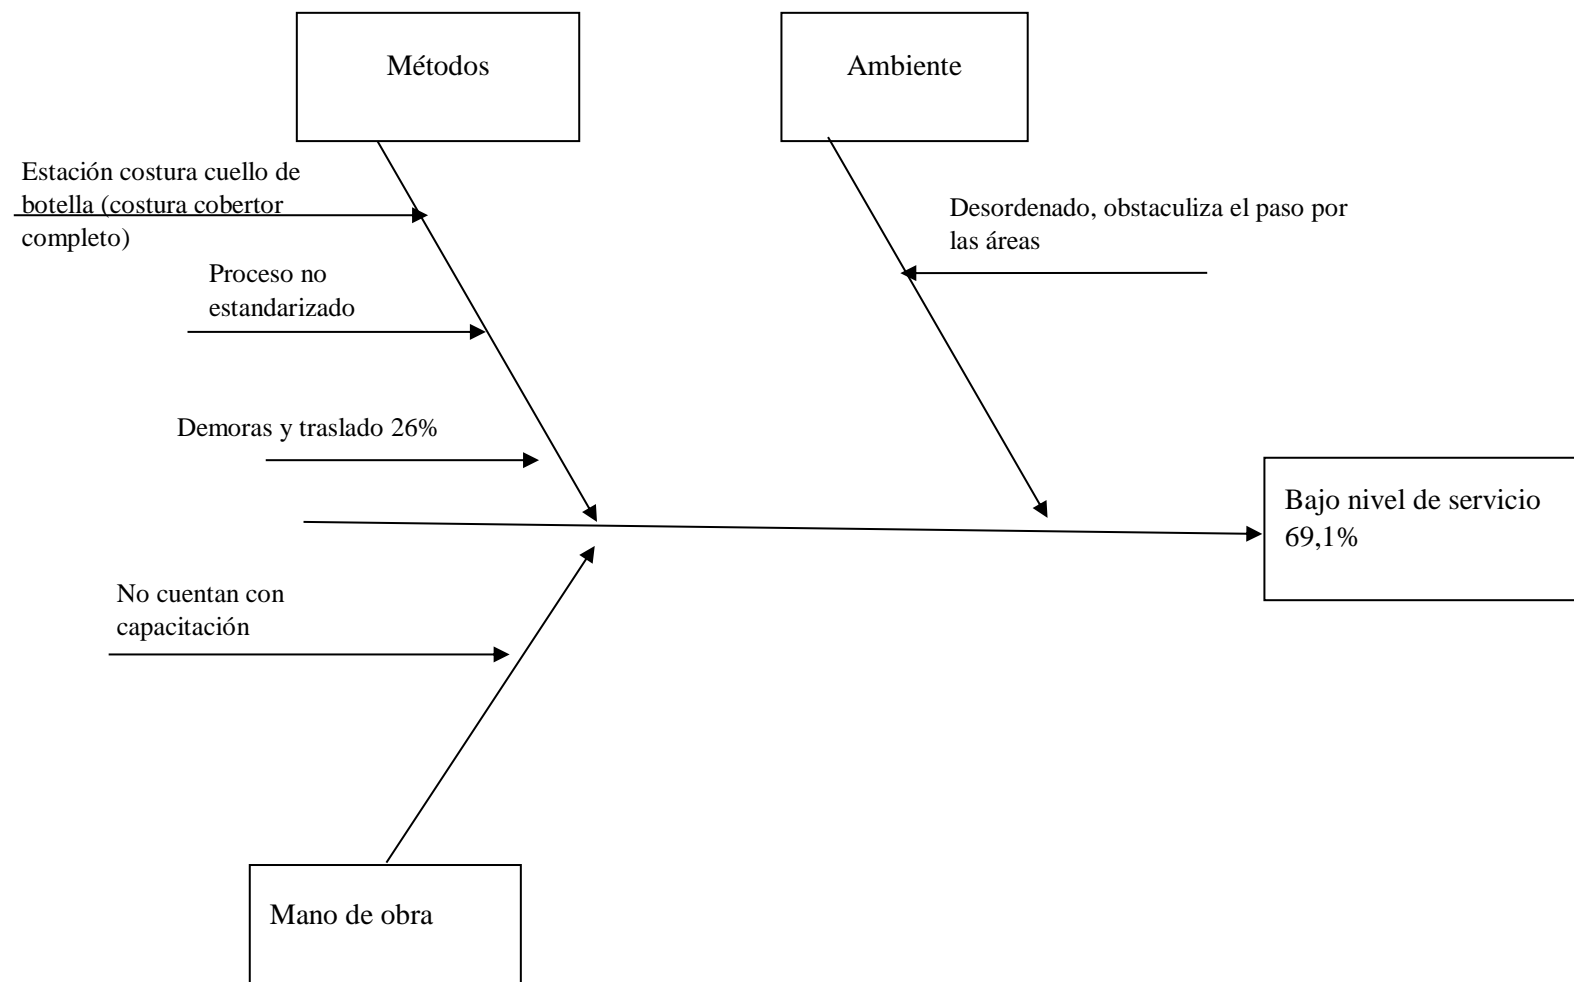 Métodos
Ambiente
Estación costura cuello de
botella (costura cobertor
completo)
Desordenado, obstaculiza el paso por
las áreas
Proceso no
estandarizado
Demoras y traslado 26%
Bajo nivel de servicio
69,1%
No cuentan con
capacitación
Mano de obra